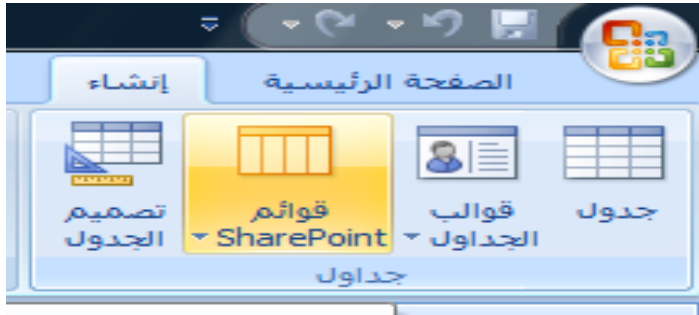 الصفحة الرئيسية
إنشاء
جدول
قوالب
الجداول
قوائم
SharePoint
تصميم
الجدول
جداول